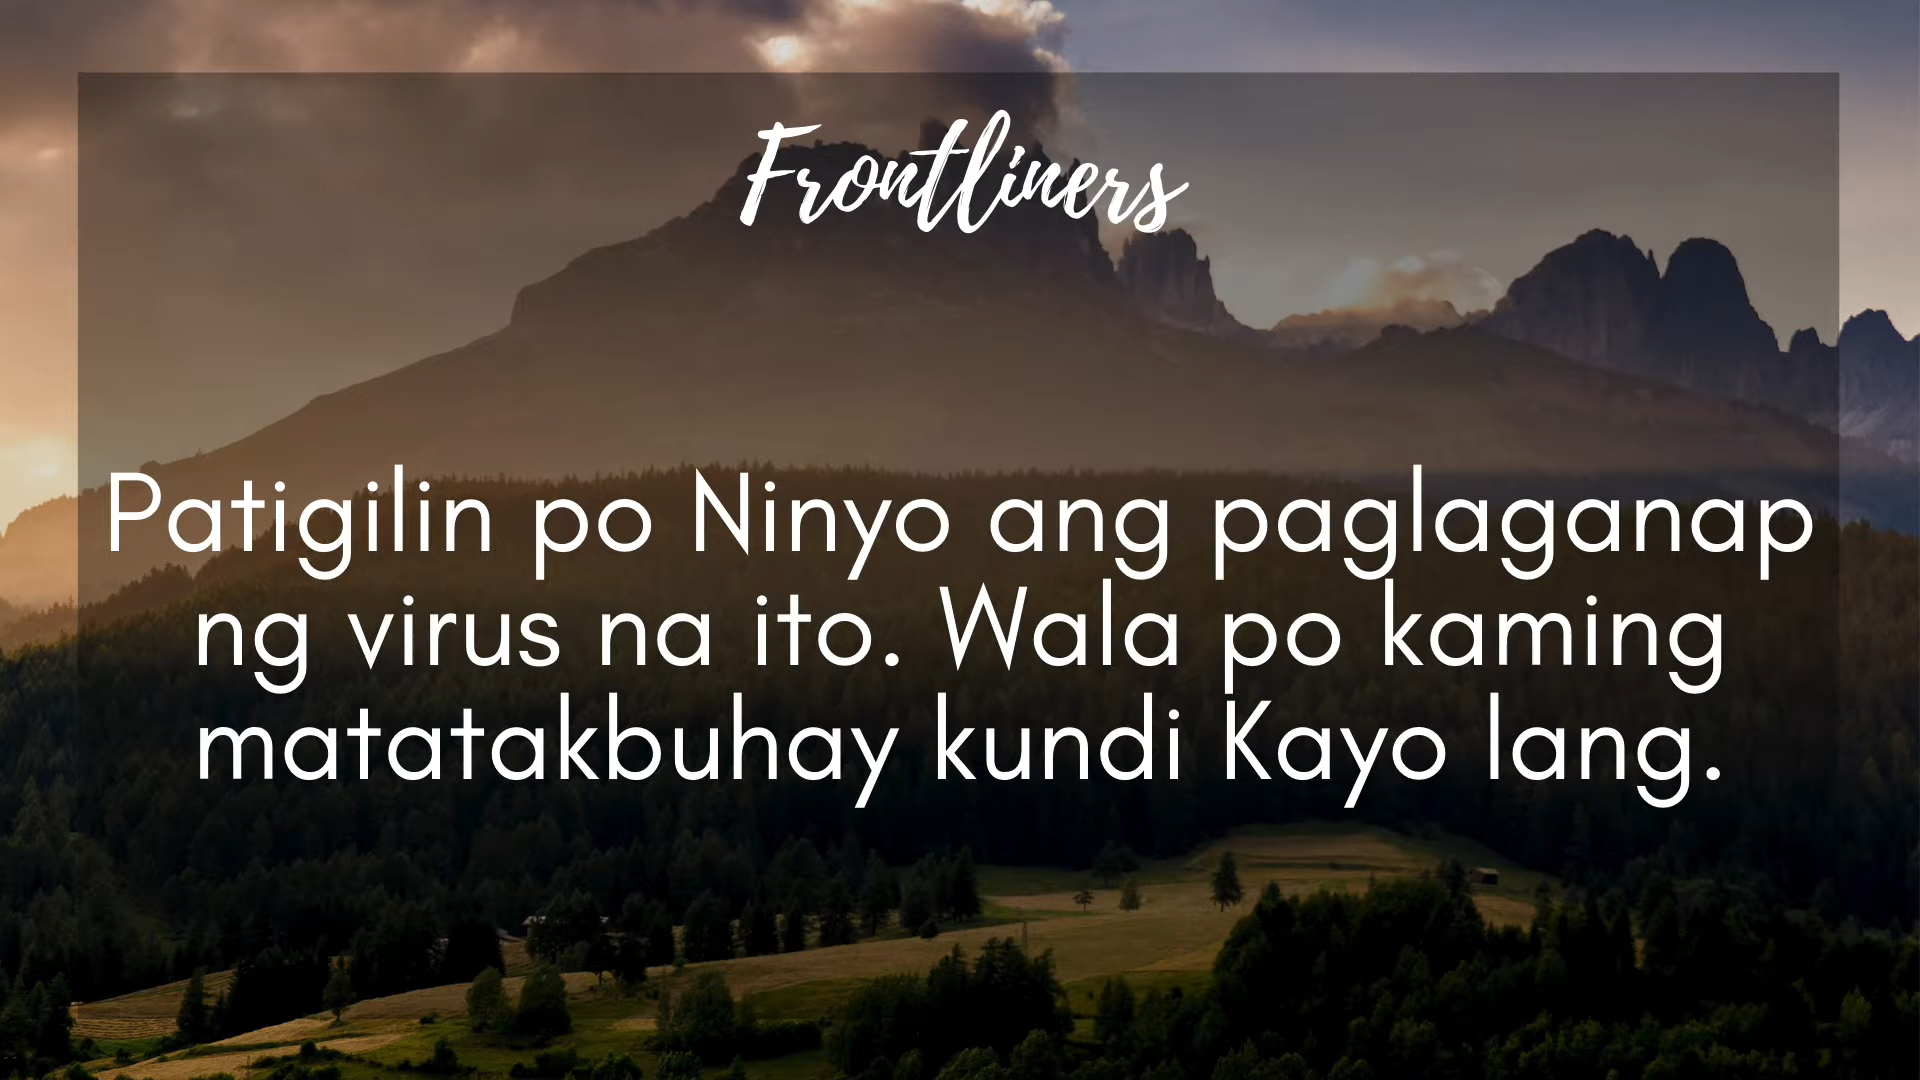 Frontliners
Patigilin po Ninyo ang paglaganap
ng virus na ito. Wala po kaming
matatakbuhay kundi Kayo lang.